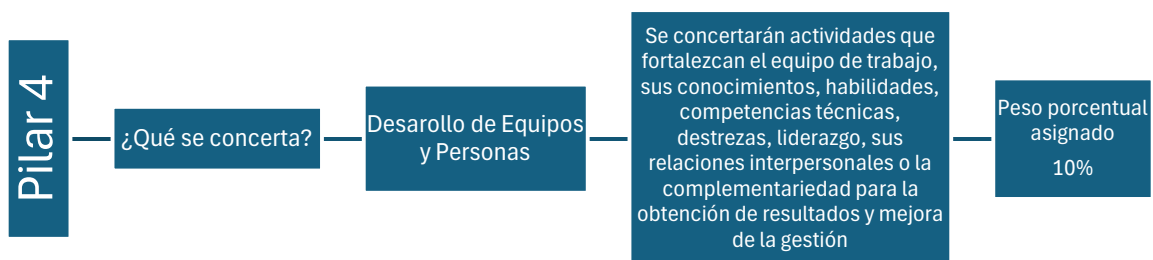 Pilar 4
¿Qué se concerta?
Desarollo de Equipos
y Personas
Se concertarán actividades que
fortalezcan el equipo de trabajo,
sus conocimientos, habilidades,
competencias técnicas,
destrezas, liderazgo, sus
relaciones interpersonales o la
complementariedad para la
obtención de resultados y mejora
de la gestión
Peso porcentual
asignado
10%